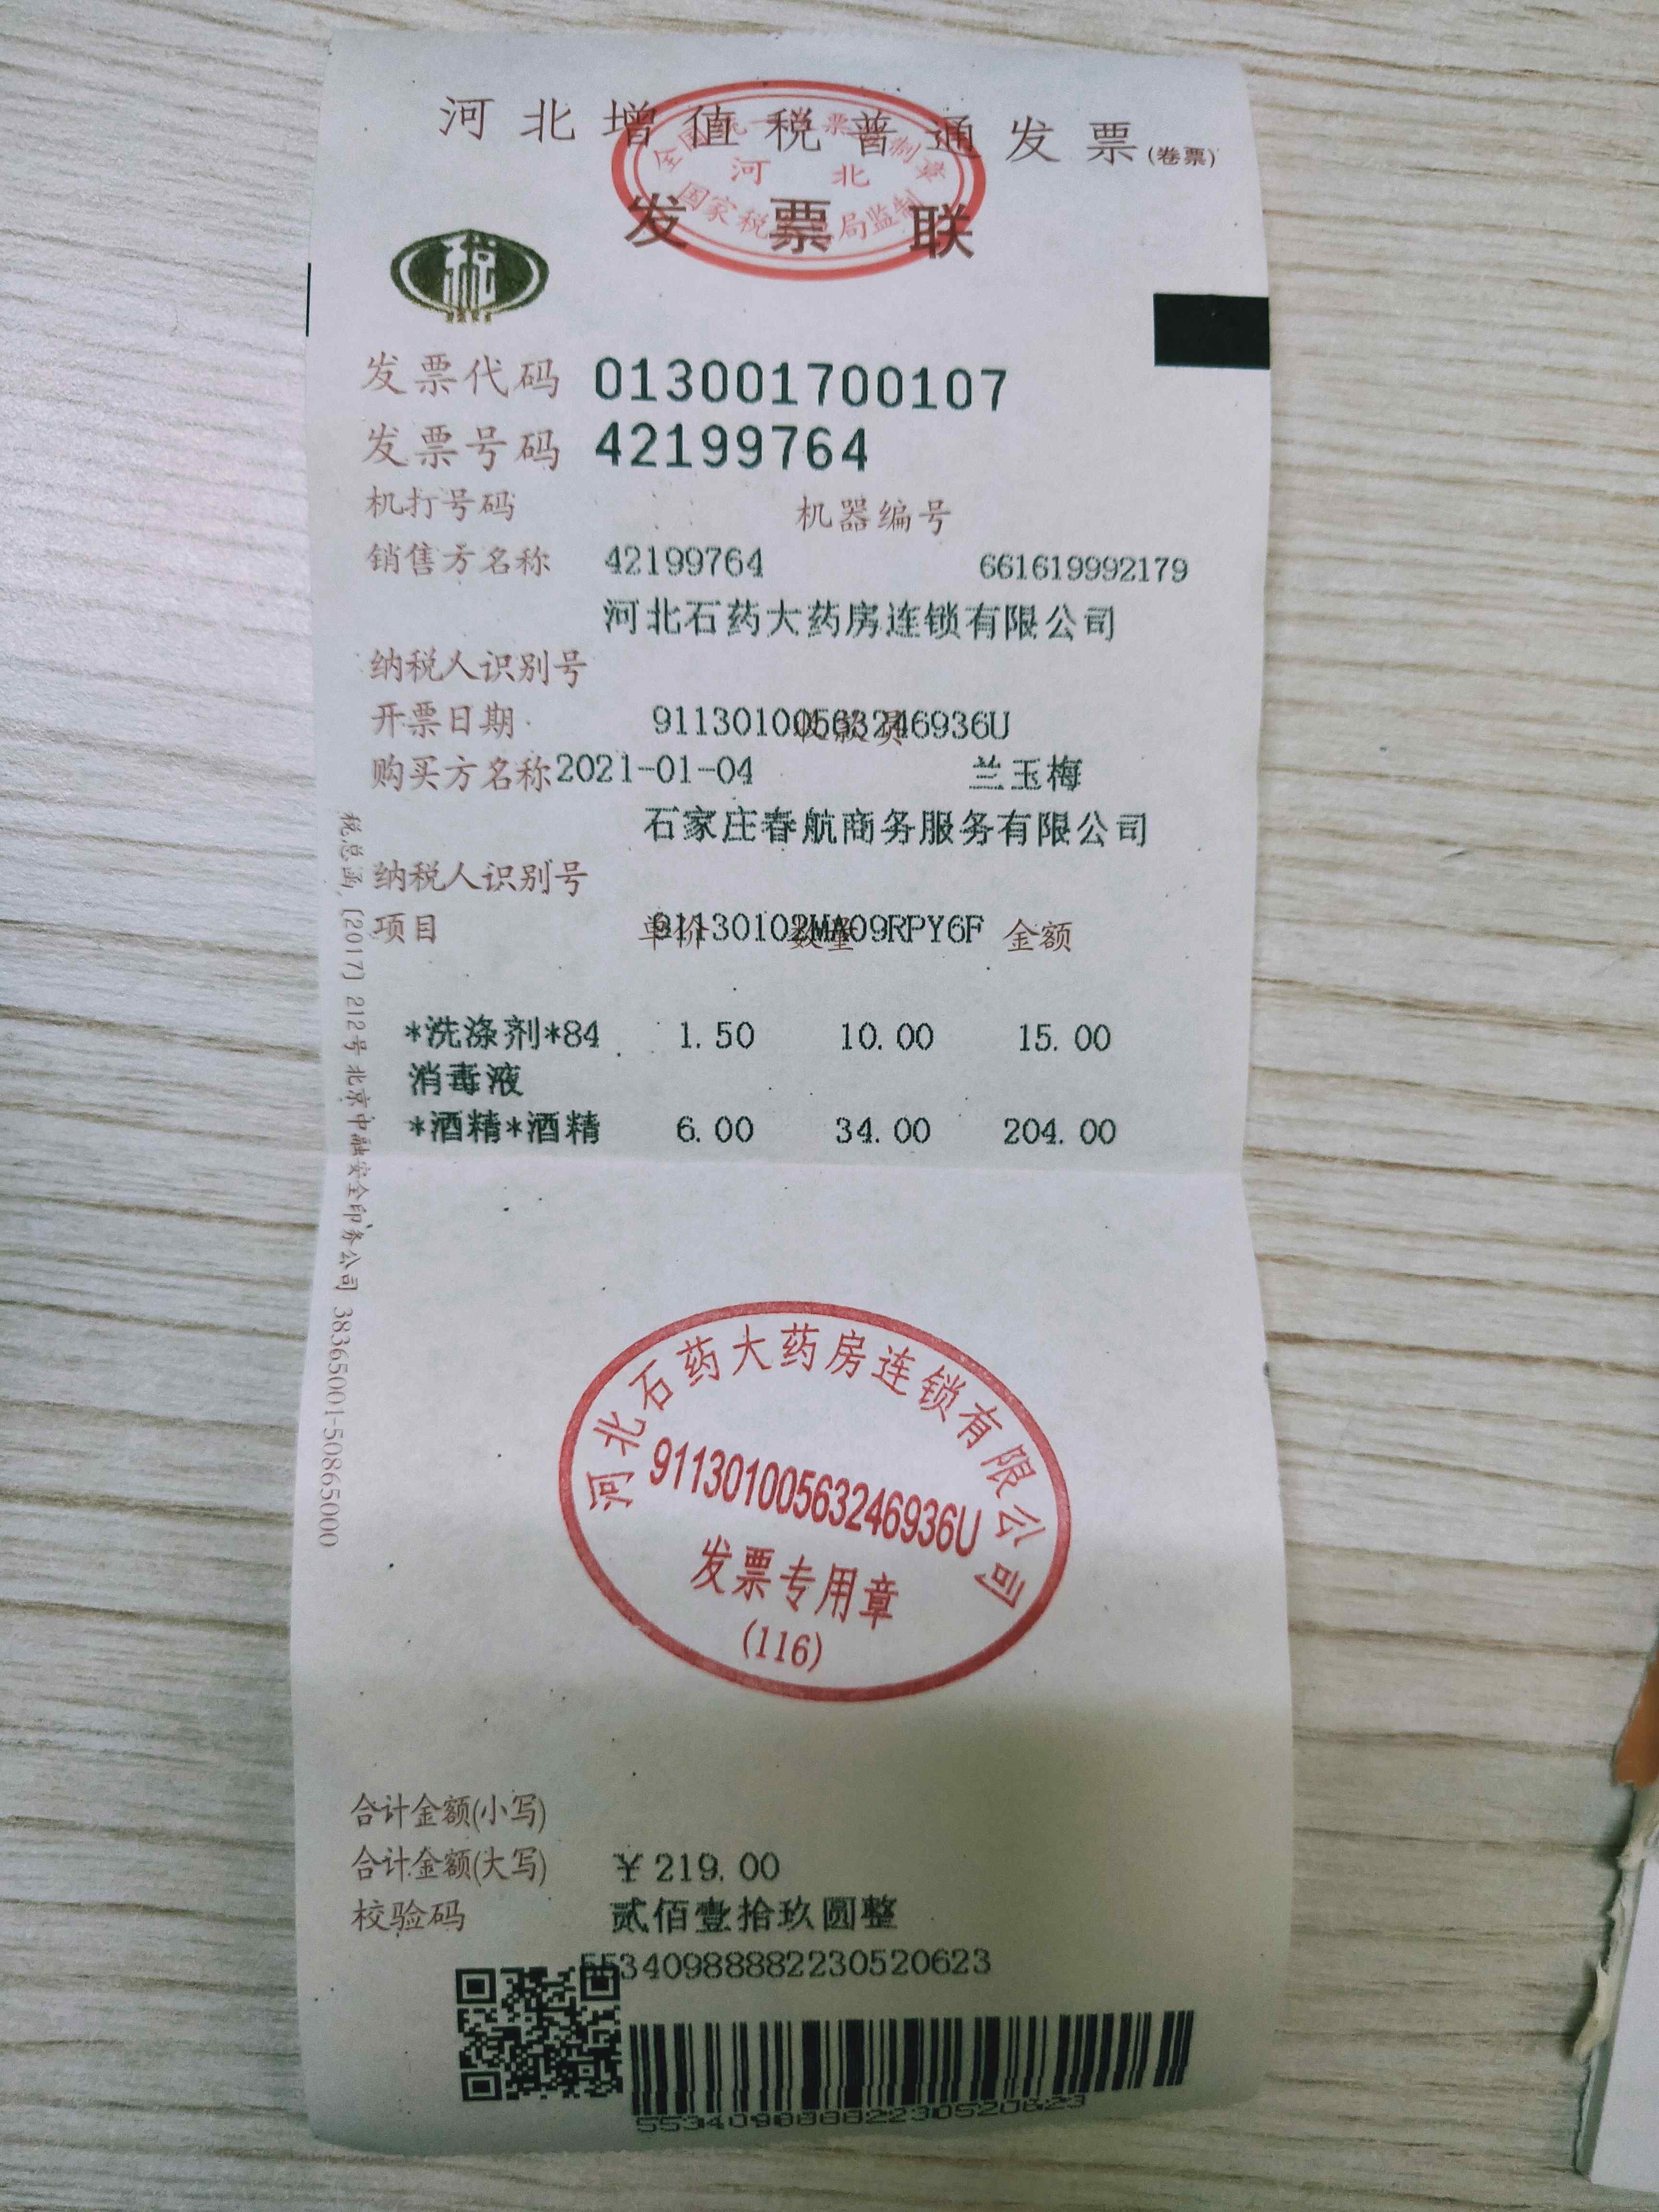 河北增值税普通发票(卷票)
全国统一发票监制章
河 北
国家税务局监制
发票联
税
发票代码 013001700107
发票号码 42199764
机打号码 机器编号
销售方名称 42199764 661619992179
河北石药大药房连锁有限公司
纳税人识别号
开票日期 91130100563246936U 收款员
购买方名称 2021-01-04 兰玉梅
石家庄春航商务服务有限公司
纳税人识别号
项目 单价 数量 金额
91130102MA09RPY6F
*洗涤剂*84 1.50 10.00 15.00
消毒液
*酒精*酒精 6.00 34.00 204.00
税总函〔2017〕212号 北京中融安全印务公司 38365001-50865000
河北石药大药房连锁有限公司
91130100563246936U
发票专用章
(116)
合计金额(小写)
合计金额(大写) ¥219.00
校验码 贰佰壹拾玖圆整
55340988882230520623
55340988882230520623